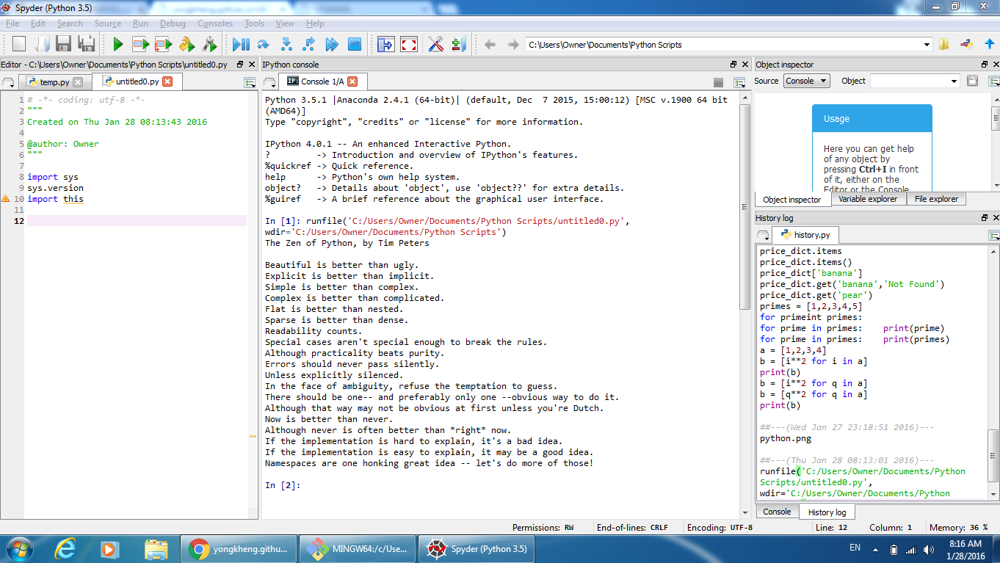 Spyder (Python 3.5)
File Edit Search Source Run Debug Consoles Tools View Help
C:\Users\Owner\Documents\Python Scripts
Editor - C:\Users\Owner\Documents\Python Scripts\untitled0.py
temp.py untitled0.py
1 # -*- coding: utf-8 -*-
2 """
3 Created on Thu Jan 28 08:13:43 2016
4
5 @author: Owner
6 """
7
8 import sys
9 sys.version
10 import this
11
12
IPython console
IP: Console 1/A
Python 3.5.1 |Anaconda 2.4.1 (64-bit)| (default, Dec  7 2015, 15:00:12) [MSC v.1900 64 bit
(AMD64)]
Type "copyright", "credits" or "license" for more information.
IPython 4.0.1 -- An enhanced Interactive Python.
?         -> Introduction and overview of IPython's features.
%quickref -> Quick reference.
help      -> Python's own help system.
object?   -> Details about 'object', use 'object??' for extra details.
%guiref   -> A brief reference about the graphical user interface.
In [1]: runfile('C:/Users/Owner/Documents/Python Scripts/untitled0.py',
wdir='C:/Users/Owner/Documents/Python Scripts')
The Zen of Python, by Tim Peters
Beautiful is better than ugly.
Explicit is better than implicit.
Simple is better than complex.
Complex is better than complicated.
Flat is better than nested.
Sparse is better than dense.
Readability counts.
Special cases aren't special enough to break the rules.
Although practicality beats purity.
Errors should never pass silently.
Unless explicitly silenced.
In the face of ambiguity, refuse the temptation to guess.
There should be one-- and preferably only one --obvious way to do it.
Although that way may not be obvious at first unless you're Dutch.
Now is better than never.
Although never is often better than *right* now.
If the implementation is hard to explain, it's a bad idea.
If the implementation is easy to explain, it may be a good idea.
Namespaces are one honking great idea -- let's do more of those!
In [2]:
Object inspector
Source Console Object
Usage
Here you can get help
of any object by
pressing Ctrl+I in front
of it, either on the
Editor or the Console.
Object inspector Variable explorer File explorer
History log
history.py
price_dict.items
price_dict.items()
price_dict['banana']
price_dict.get('banana','Not Found')
price_dict.get('pear')
primes = [1,2,3,4,5]
for primeint primes:
for prime in primes:    print(prime)
for prime in primes:    print(primes)
a = [1,2,3,4]
b = [i**2 for i in a]
print(b)
b = [i**2 for q in a]
b = [q**2 for q in a]
print(b)
##---(Wed Jan 27 23:18:51 2016)---
python.png
##---(Thu Jan 28 08:13:01 2016)---
runfile('C:/Users/Owner/Documents/Python
Scripts/untitled0.py',
wdir='C:/Users/Owner/Documents/Python
Console History log
Permissions: RW End-of-lines: CRLF Encoding: UTF-8 Line: 12 Column: 1 Memory: 36 %
yongkheng.githu... MINGW64:/c/Use... Spyder (Python 3.5)
EN
8:16 AM
1/28/2016